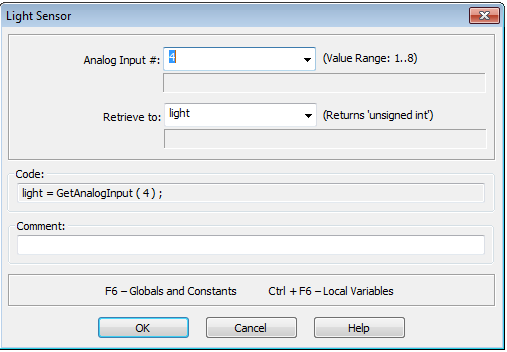 Light Sensor
Analog Input #: 4 (Value Range: 1..8)
Retrieve to: light (Returns 'unsigned int')
Code:
light = GetAnalogInput ( 4 ) ;
Comment:
F6 – Globals and Constants Ctrl + F6 – Local Variables
OK Cancel Help